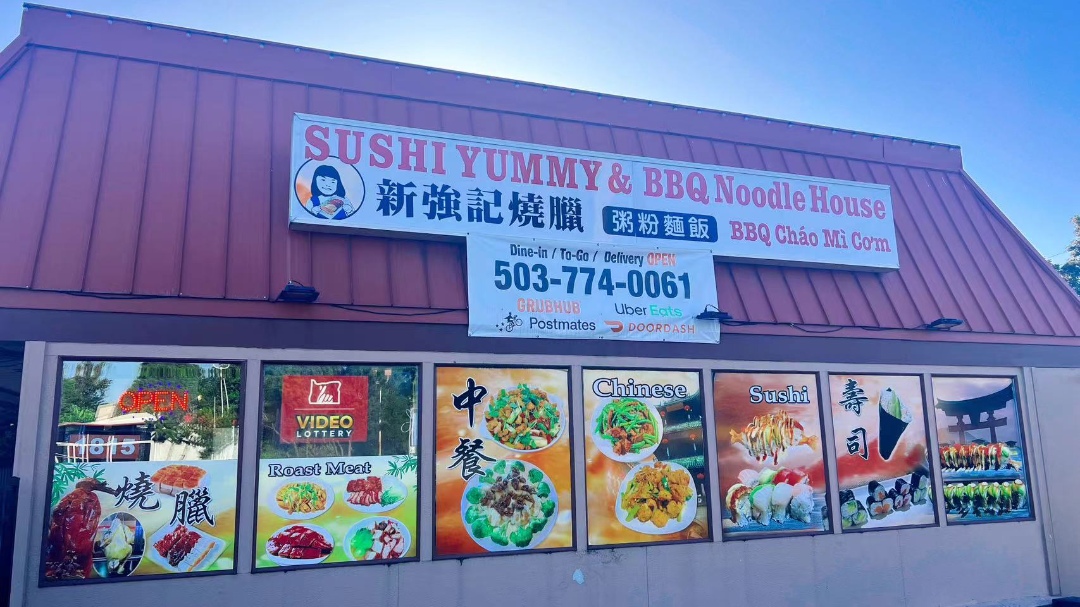 SUSHI YUMMY & BBQ Noodle House
新強記燒臘 粥粉麵飯 BBQ Cháo Mì Cơm
Dine-in / To-Go / Delivery OPEN
503-774-0061
GRUBHUB Uber Eats
Postmates DOORDASH
OPEN
1815
燒臘
VIDEO
LOTTERY
Roast Meat
中餐
Chinese
Sushi
壽司